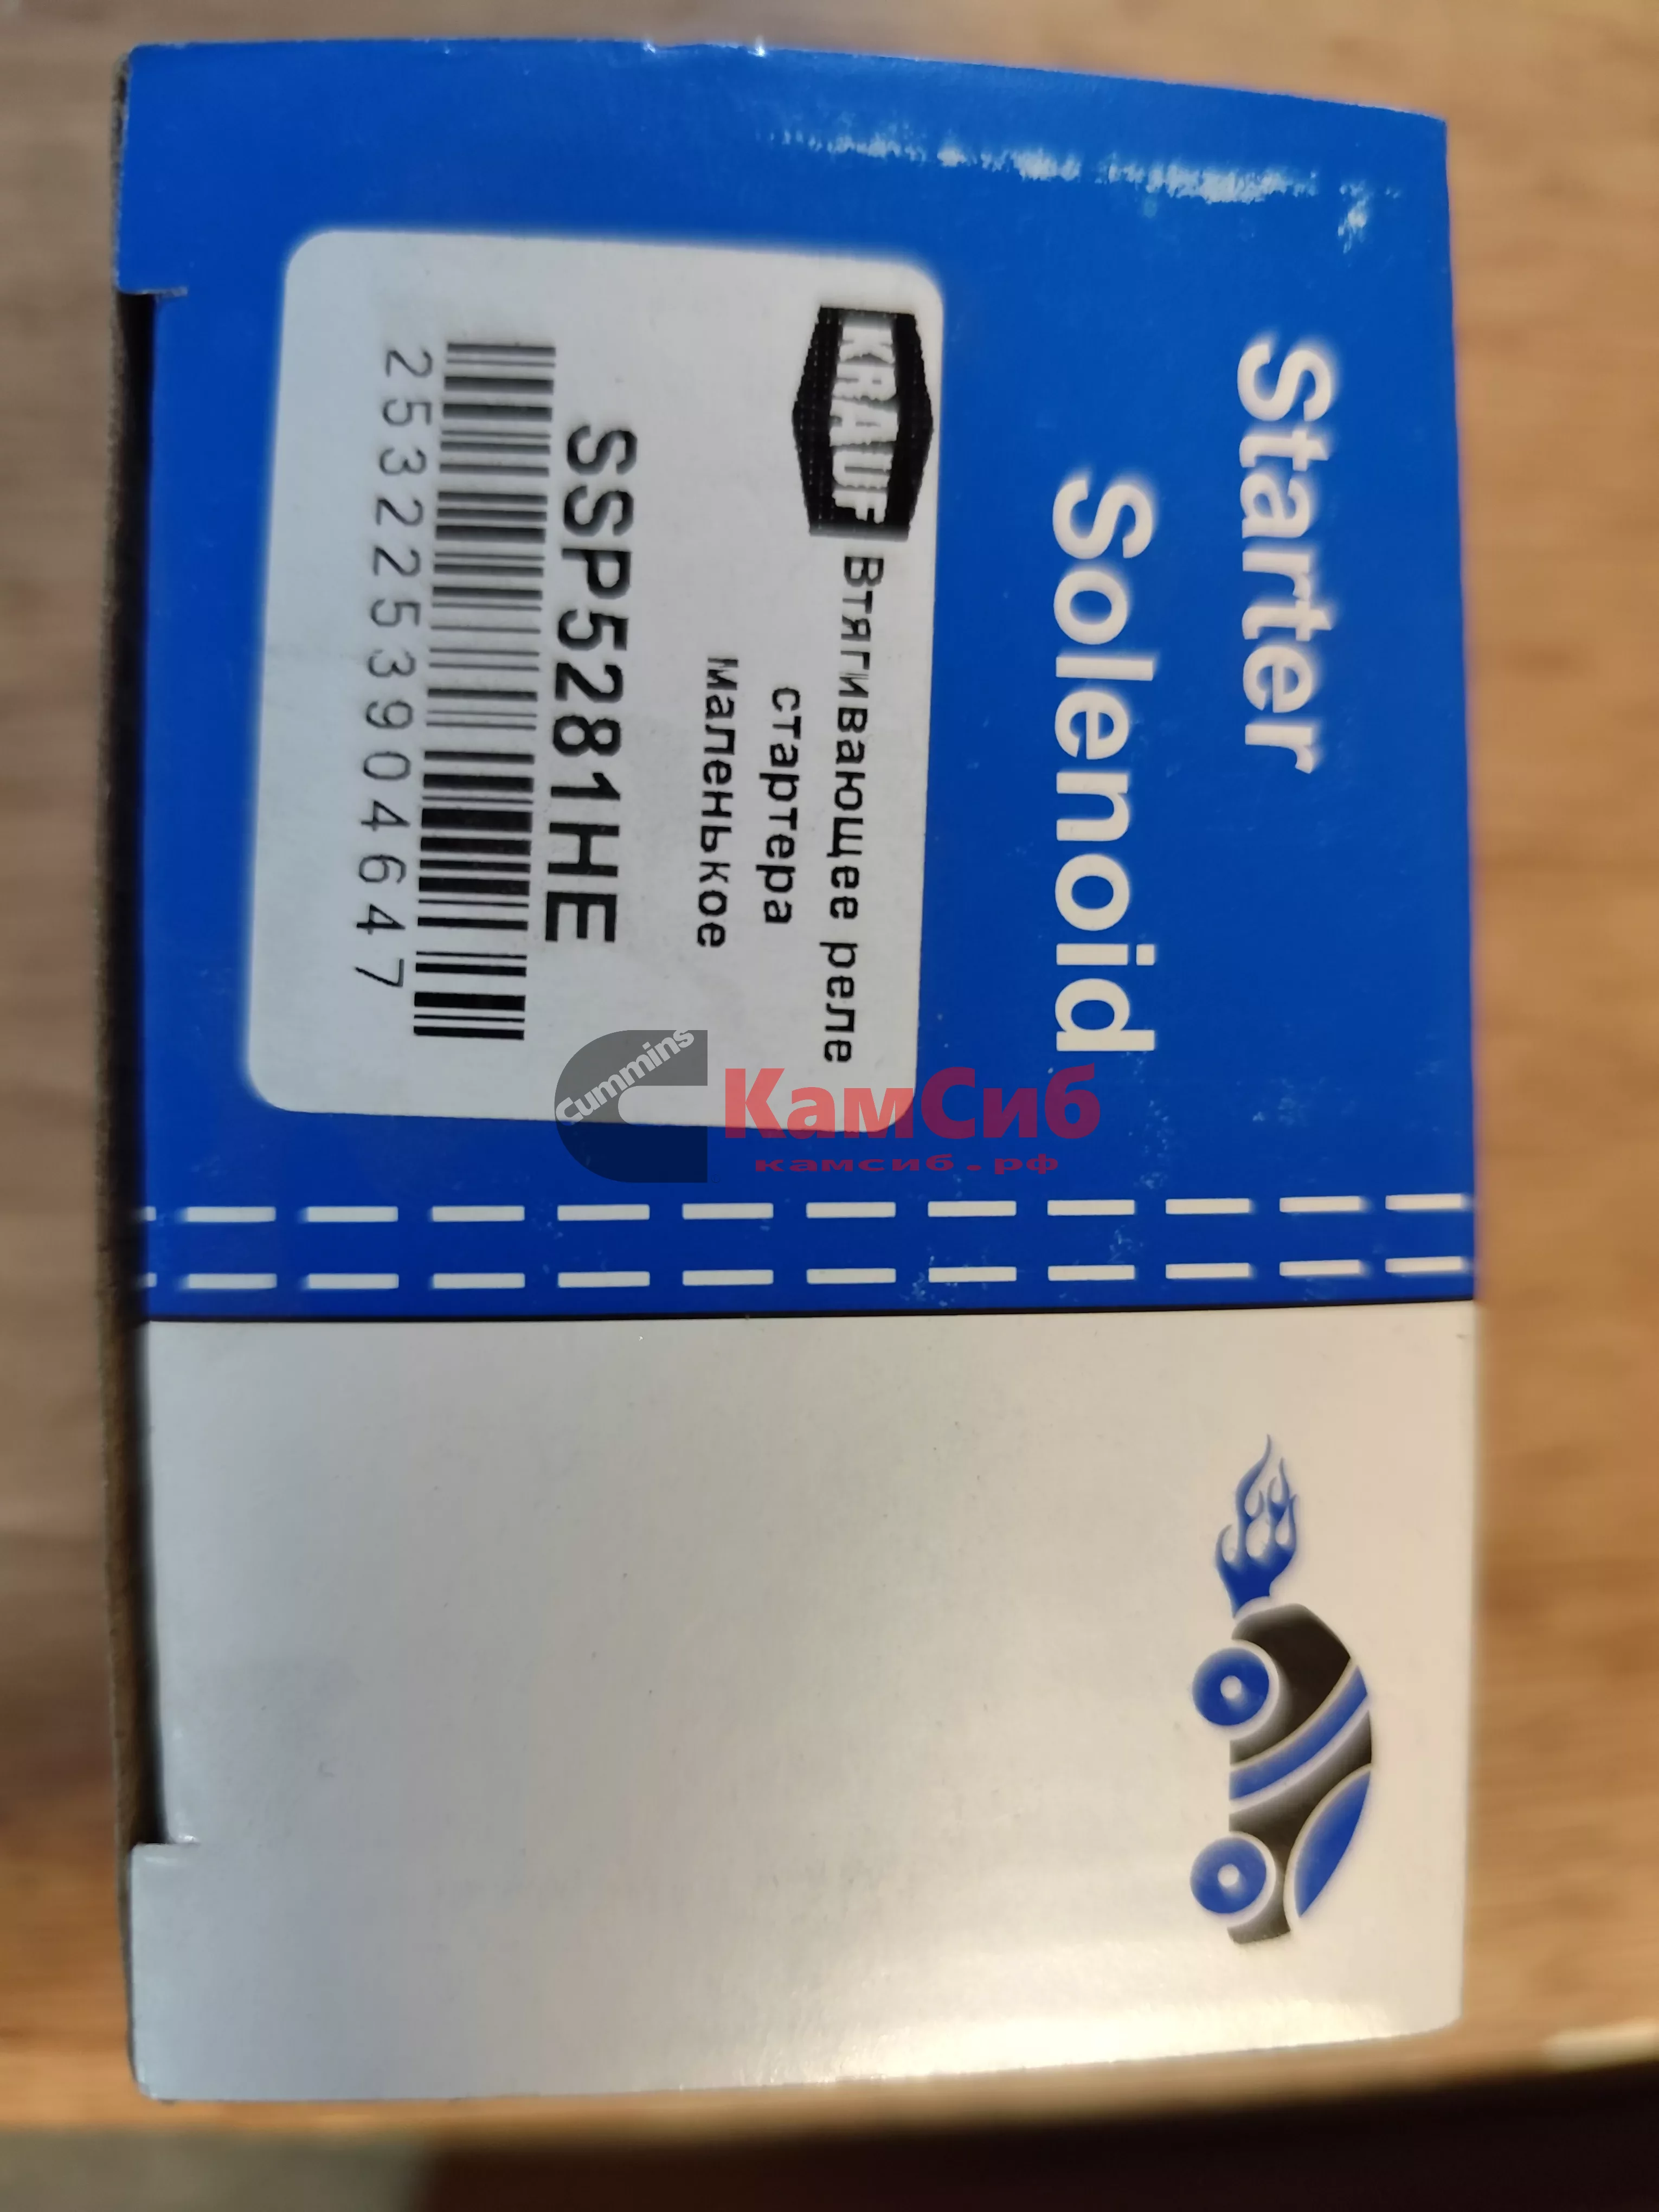 Starter
Solenoid
KRAUF Втягивающее реле
стартера
маленькое
SSP5281HE
2532253904647
cummins
КамСиб
камсиб.рф